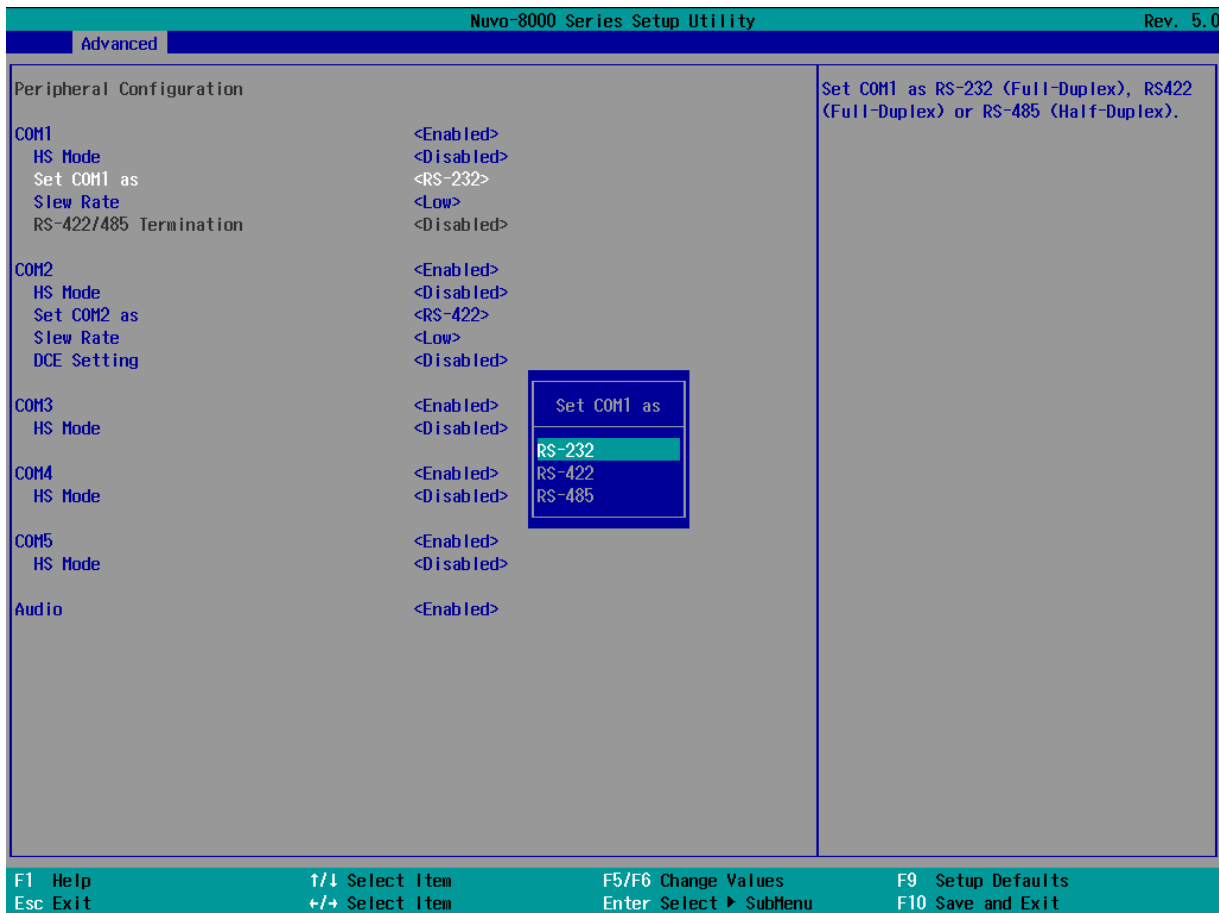 Nuvo-8000 Series Setup Utility Rev. 5.0
Advanced
Peripheral Configuration
COM1 <Enabled>
HS Mode <Disabled>
Set COM1 as <RS-232>
Slew Rate <Low>
RS-422/485 Termination <Disabled>
COM2 <Enabled>
HS Mode <Disabled>
Set COM2 as <RS-422>
Slew Rate <Low>
DCE Setting <Disabled>
COM3 <Enabled>
HS Mode <Disabled>
COM4 <Enabled>
HS Mode <Disabled>
COM5 <Enabled>
HS Mode <Disabled>
Audio <Enabled>
Set COM1 as
RS-232
RS-422
RS-485
Set COM1 as RS-232 (Full-Duplex), RS422
(Full-Duplex) or RS-485 (Half-Duplex).
F1 Help ↑/↓ Select Item F5/F6 Change Values F9 Setup Defaults
Esc Exit ←/→ Select Item Enter Select ▶ SubMenu F10 Save and Exit